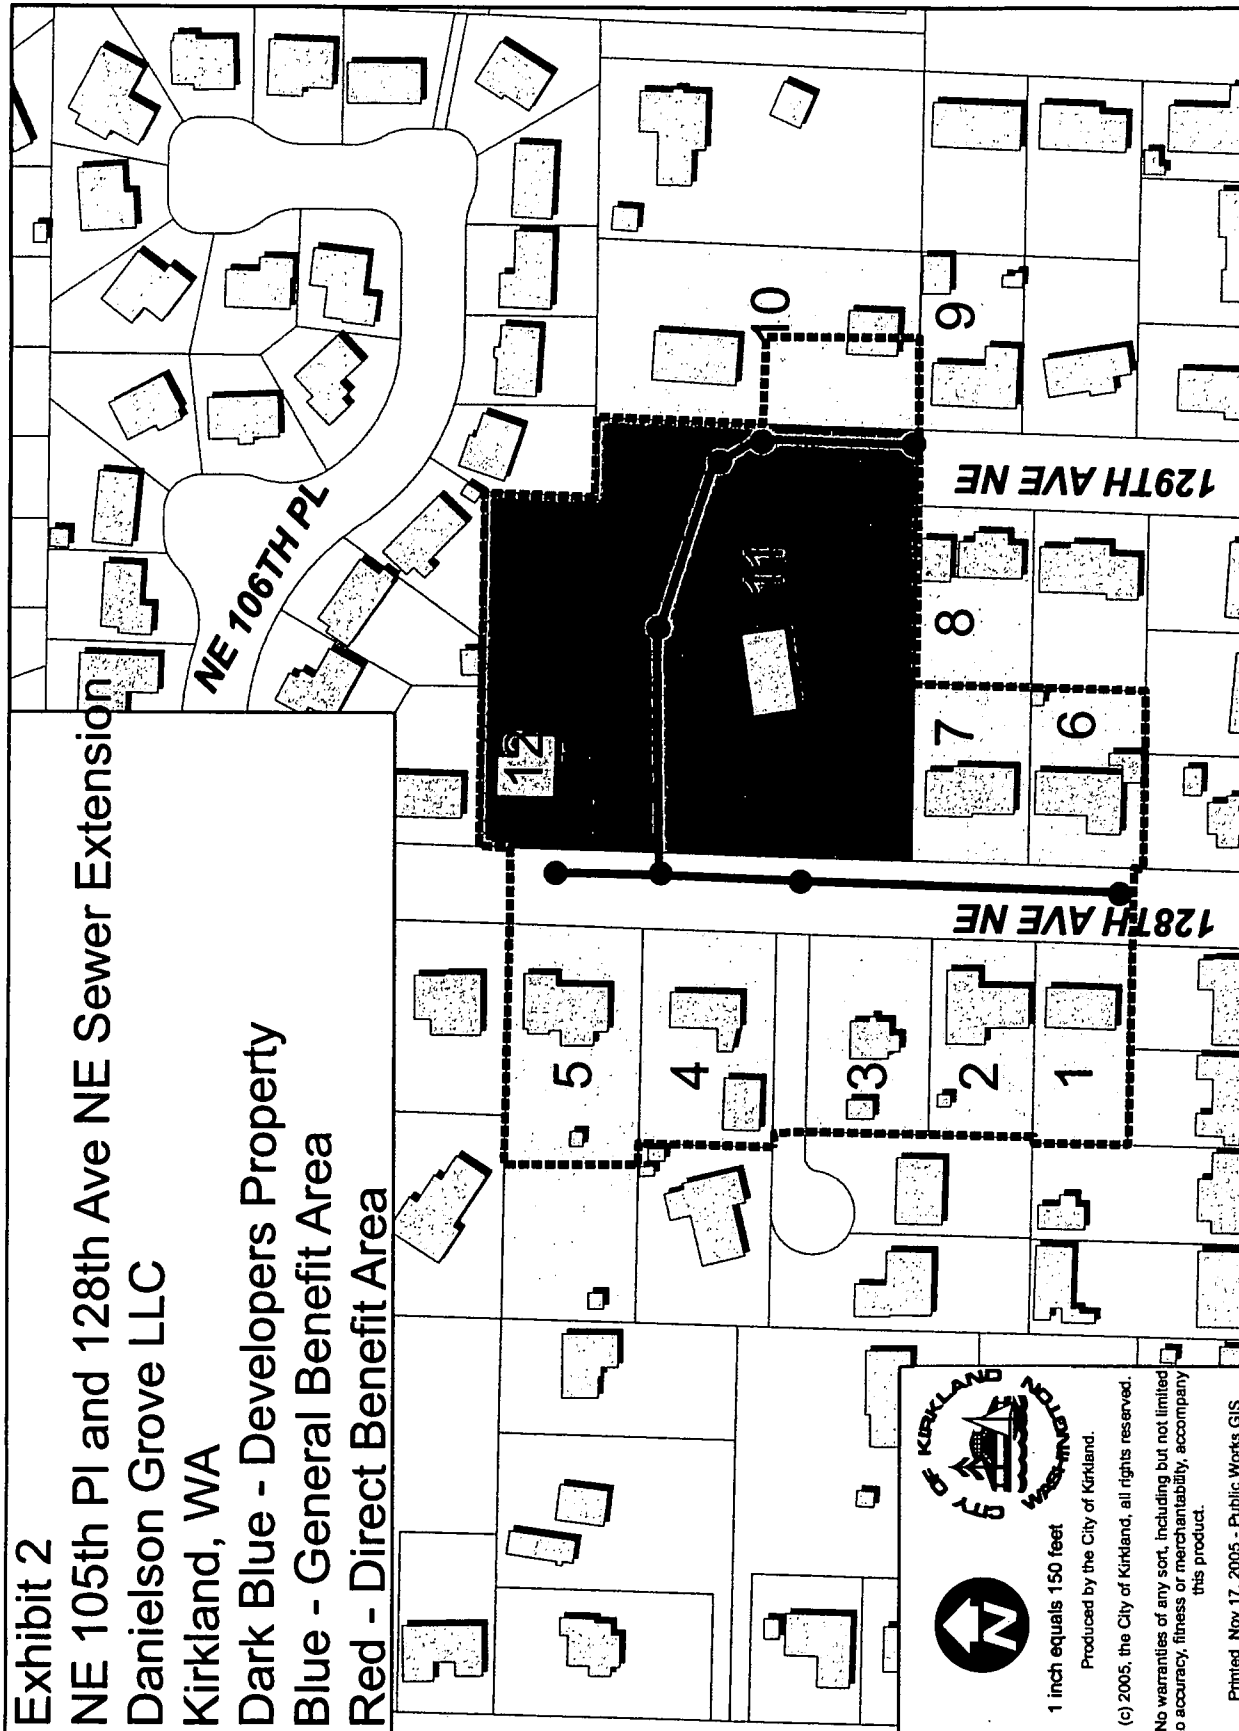 Exhibit 2
NE 105th Pl and 128th Ave NE Sewer Extension
Danielson Grove LLC
Kirkland, WA
Dark Blue - Developers Property
Blue - General Benefit Area
Red - Direct Benefit Area
NE 106TH PL
12
11
10
9
8
7
6
5
4
3
2
1
129TH AVE NE
128TH AVE NE
CITY OF KIRKLAND
WASHINGTON
N
1 inch equals 150 feet
Produced by the City of Kirkland.
(c) 2005, the City of Kirkland, all rights reserved.
No warranties of any sort, including but not limited
o accuracy, fitness or merchantability, accompany
this product.
Printed Nov 17, 2005 - Public Works GIS